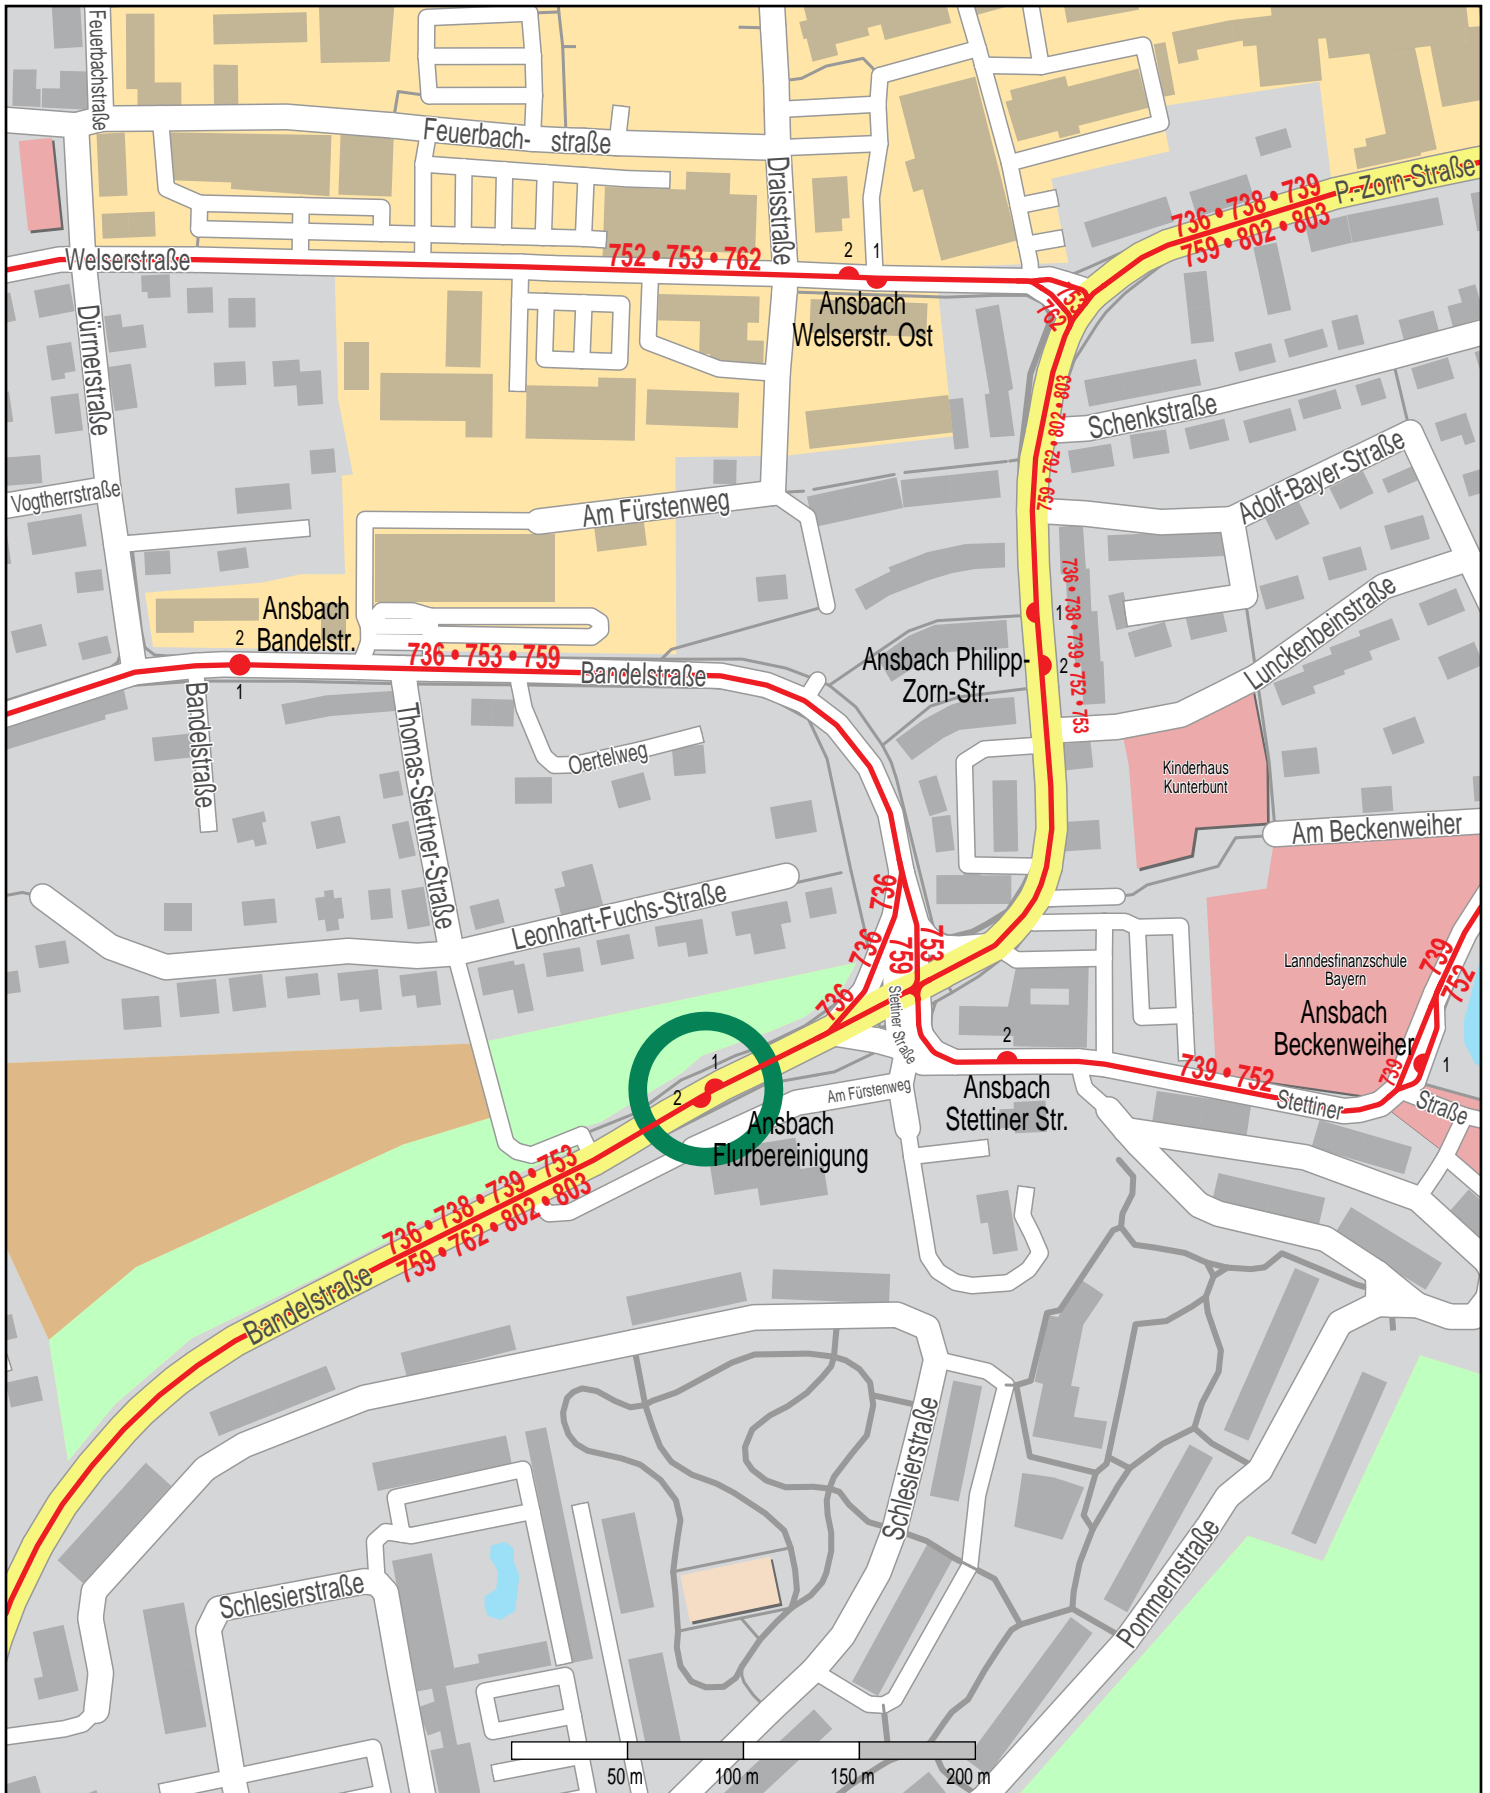 Feuerbachstraße
Feuerbach- straße
Draisstraße
P.-Zorn-Straße
736 • 738 • 739
759 • 802 • 803
Welserstraße
752 • 753 • 762
2
1
Ansbach
Welserstr. Ost
753
762
Dürrnerstraße
759 • 762 • 802 • 803
Schenkstraße
Adolf-Bayer-Straße
Vogtherrstraße
Am Fürstenweg
Ansbach
Bandelstr.
2
1
736 • 753 • 759
Bandelstraße
Bandelstraße
Thomas-Stettner-Straße
Oertelweg
Ansbach Philipp-
Zorn-Str.
1
2
736 • 738 • 739 • 752 • 753
Lunckenbeinstraße
Kinderhaus
Kunterbunt
Am Beckenweiher
Leonhart-Fuchs-Straße
736
736
736
759
753
Stettiner Straße
Lanndesfinanzschule
Bayern
Ansbach
Beckenweiher
1
739
752
739
2
Ansbach
Stettiner Str.
739 • 752
Stettiner
Straße
Am Fürstenweg
1
2
Ansbach
Flurbereinigung
736 • 738 • 739 • 753
759 • 762 • 802 • 803
Bandelstraße
Schlesierstraße
Schlesierstraße
Pommernstraße
50 m
100 m
150 m
200 m